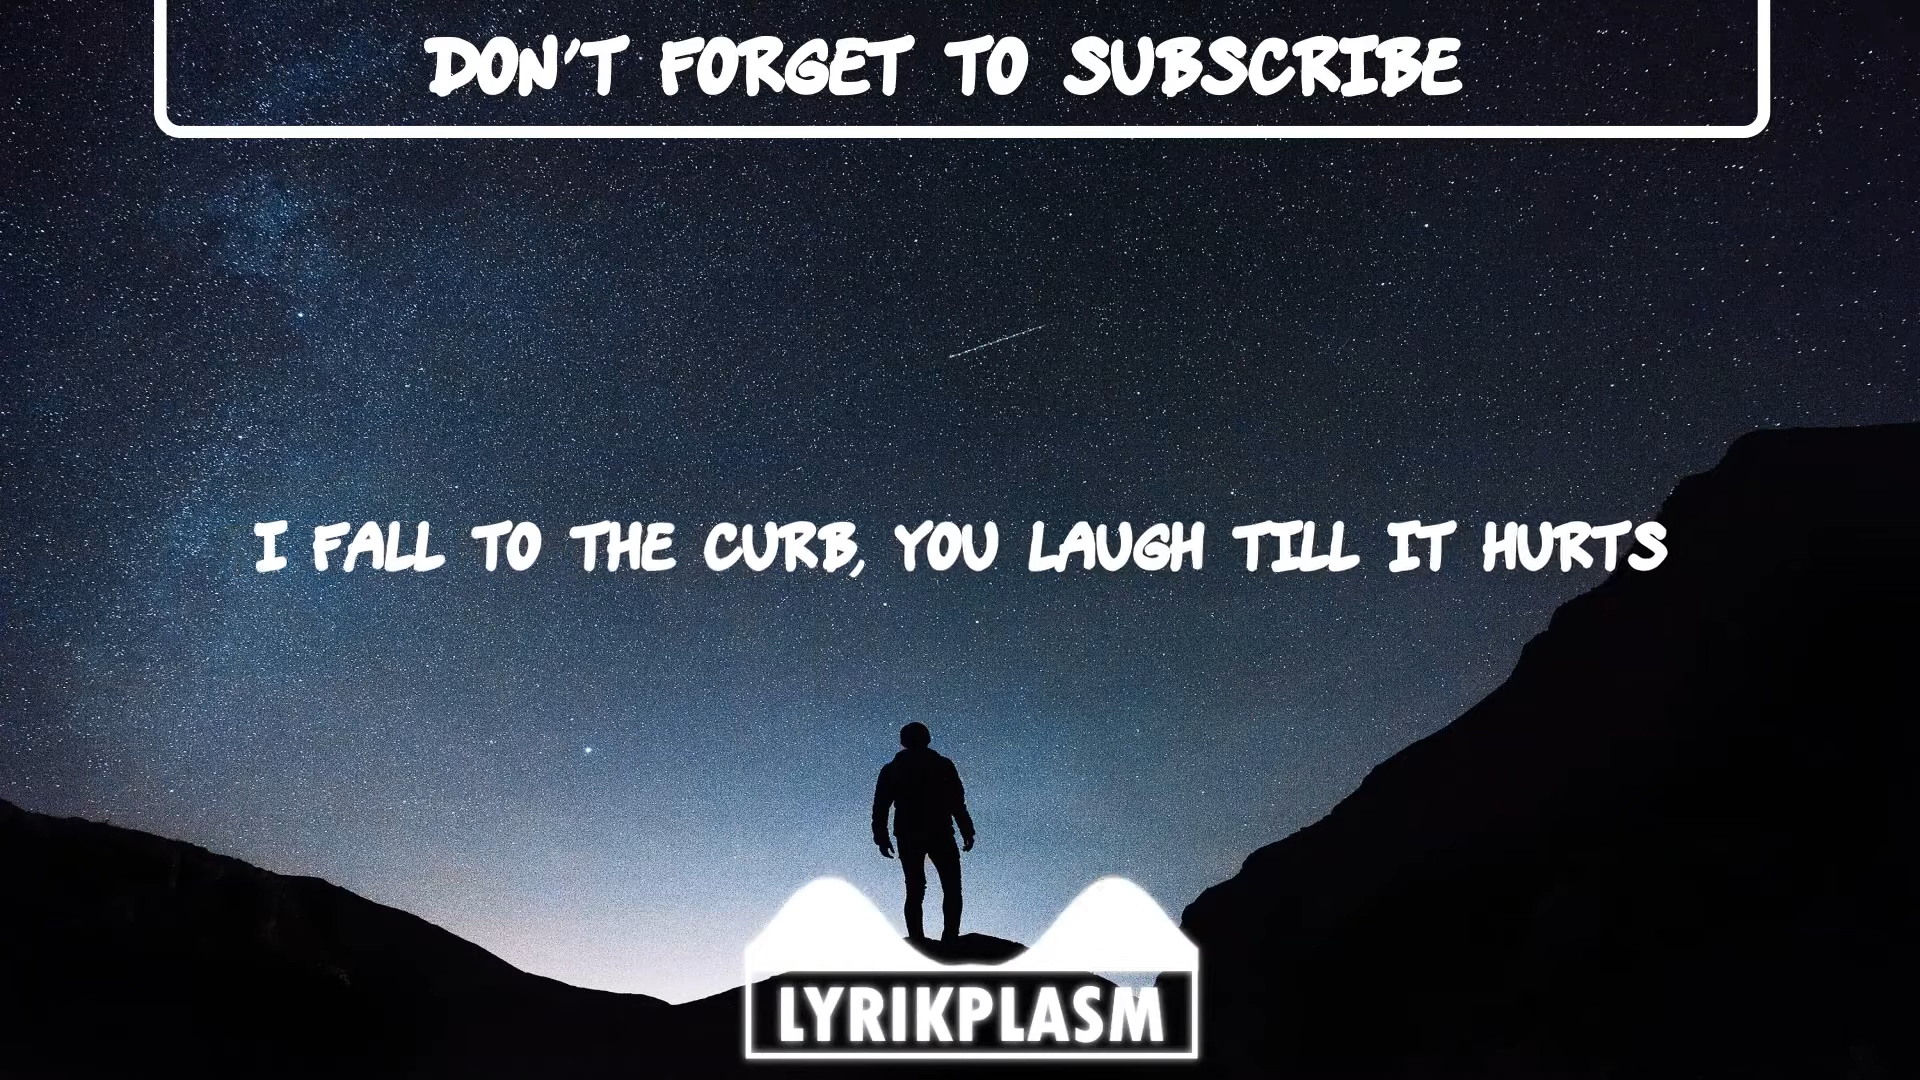 DON'T FORGET TO SUBSCRIBE
I FALL TO THE CURB, YOU LAUGH TILL IT HURTS
LYRIKPLASM